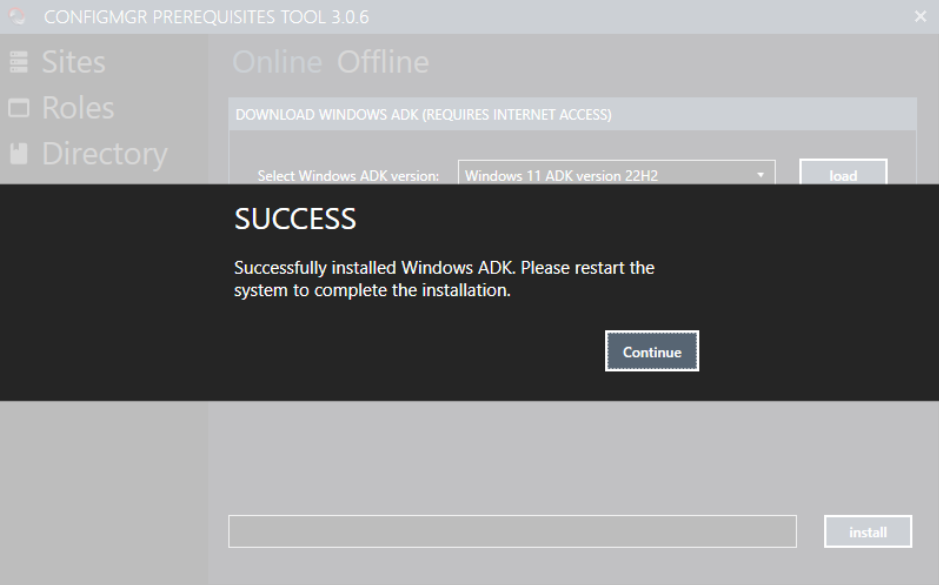 CONFIGMGR PREREQUISITES TOOL 3.0.6
Sites
Roles
Directory
Online Offline
DOWNLOAD WINDOWS ADK (REQUIRES INTERNET ACCESS)
Select Windows ADK version: Windows 11 ADK version 22H2 load
SUCCESS
Successfully installed Windows ADK. Please restart the
system to complete the installation.
Continue
install